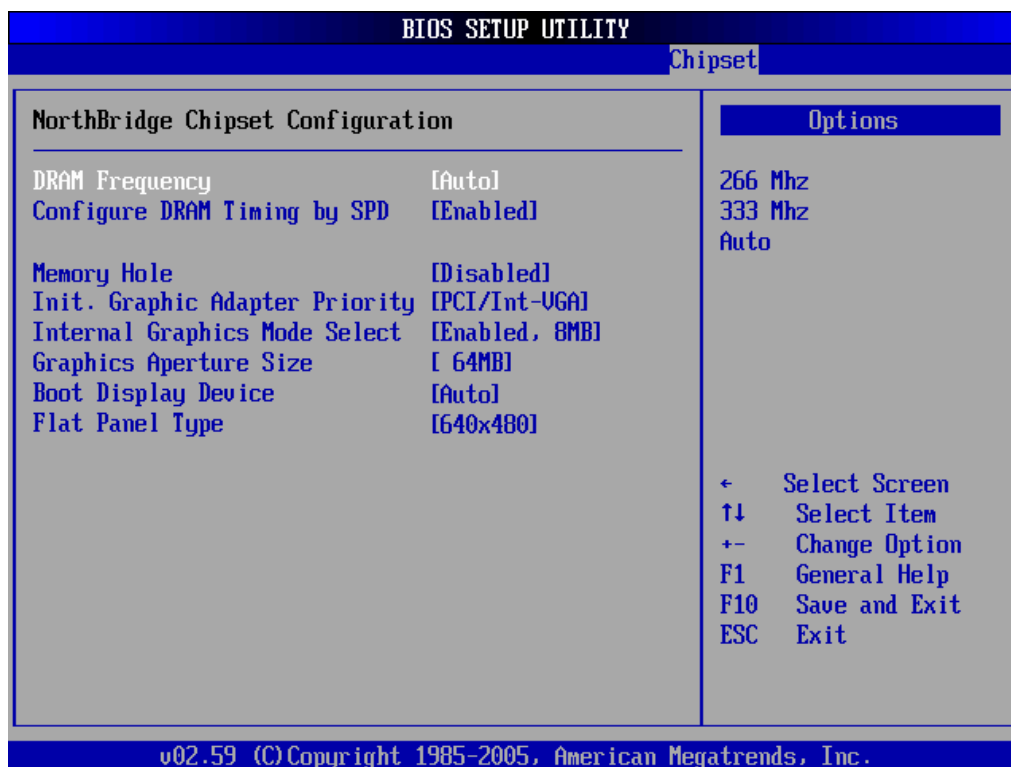 BIOS SETUP UTILITY
Chipset
NorthBridge Chipset Configuration
DRAM Frequency [Auto]
Configure DRAM Timing by SPD [Enabled]
Memory Hole [Disabled]
Init. Graphic Adapter Priority [PCI/Int-VGA]
Internal Graphics Mode Select [Enabled, 8MB]
Graphics Aperture Size [ 64MB]
Boot Display Device [Auto]
Flat Panel Type [640x480]
Options
266 Mhz
333 Mhz
Auto
← Select Screen
↑↓ Select Item
+- Change Option
F1 General Help
F10 Save and Exit
ESC Exit
v02.59 (C)Copyright 1985-2005, American Megatrends, Inc.